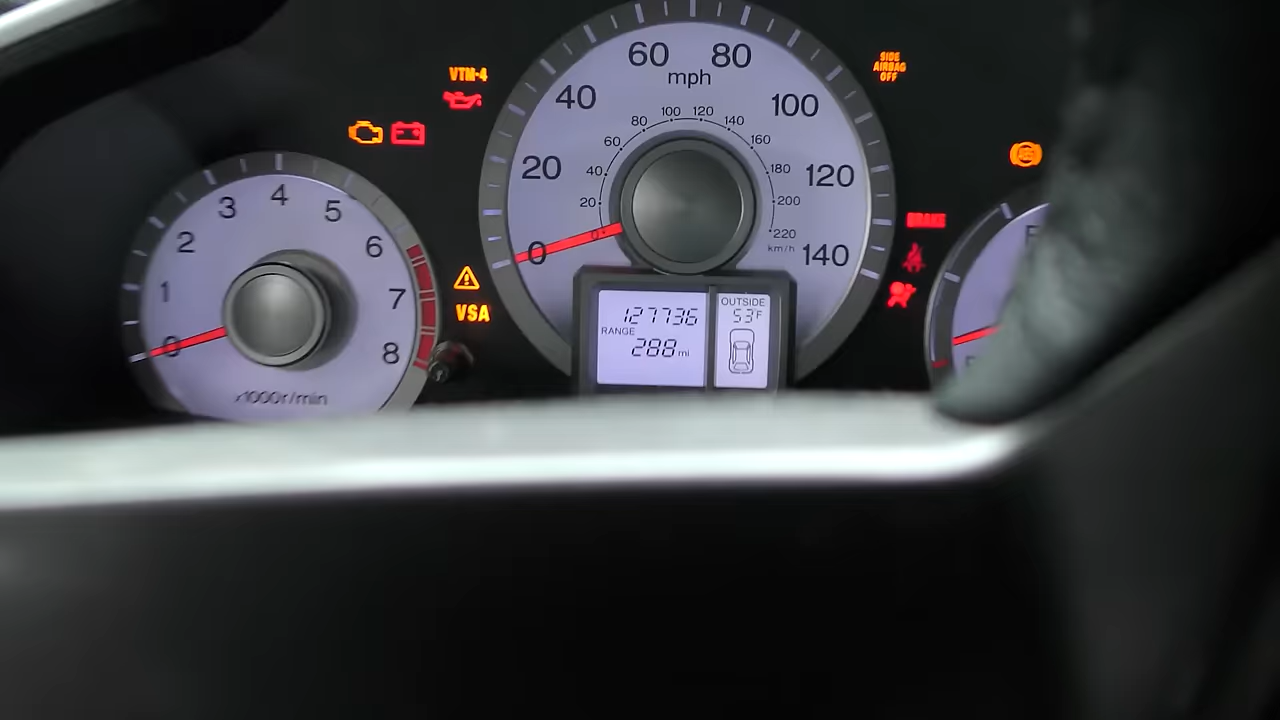 VTM-4
SIDE
AIRBAG
OFF
60 80
mph
40 100
20 120
0 140
100 120
80 140
60 160
40 180
20 200
0 220
km/h
BRAKE
VSA
1 2 3 4 5 6 7 8
0
x1000r/min
127736
RANGE
288 mi
OUTSIDE
53°F